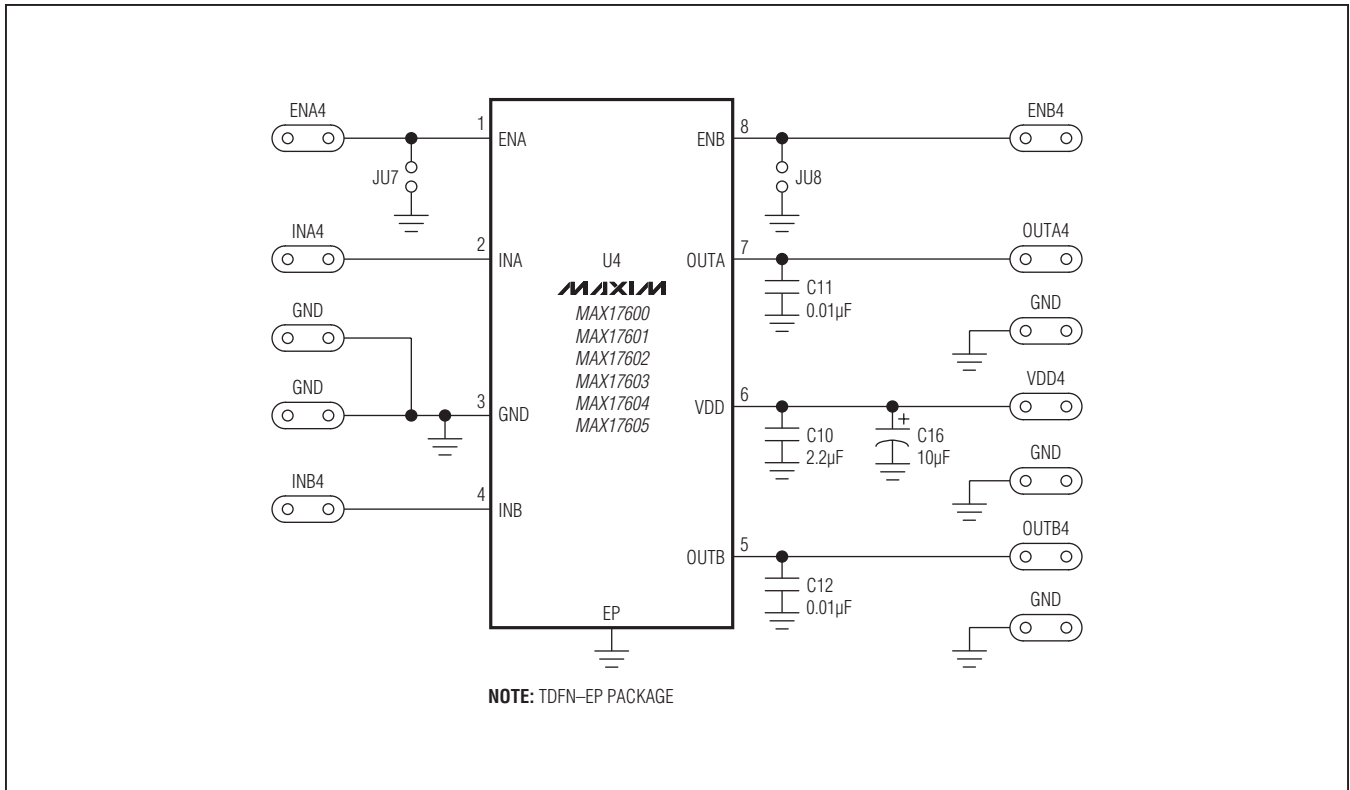 ENA4
1
ENA
JU7
INA4
2
INA
GND
GND
3
GND
INB4
4
INB
U4
MAXIM
MAX17600
MAX17601
MAX17602
MAX17603
MAX17604
MAX17605
EP
ENB
8
ENB4
JU8
OUTA
7
OUTA4
C11
0.01µF
GND
VDD
6
VDD4
C10
2.2µF
+
C16
10µF
GND
OUTB
5
OUTB4
C12
0.01µF
GND
NOTE: TDFN–EP PACKAGE